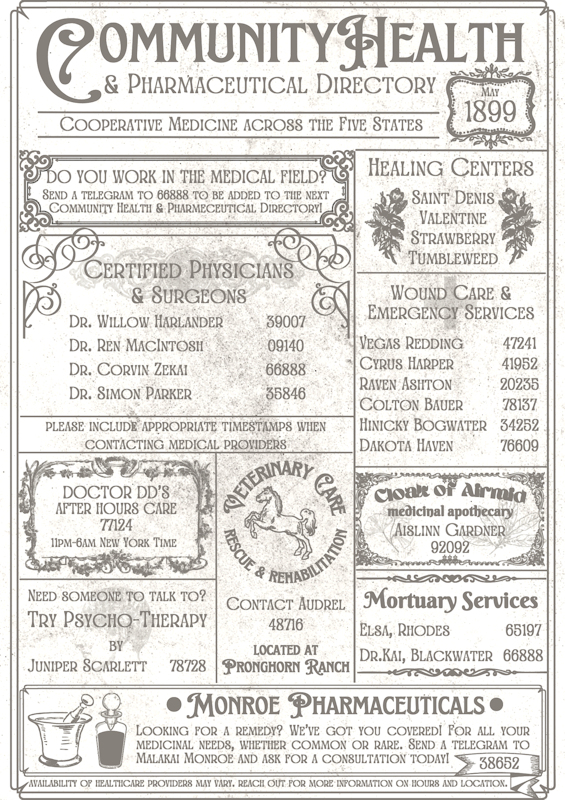 Community Health
& Pharmaceutical Directory
May
1899
Cooperative Medicine across the Five States
Do you work in the medical field?
Send a telegram to 66888 to be added to the next
Community Health & Pharmeceutical Directory!
Healing Centers
Saint Denis
Valentine
Strawberry
Tumbleweed
Certified Physicians
& Surgeons
Dr. Willow Harlander 39007
Dr. Ren MacIntosh 09140
Dr. Corvin Zekai 66888
Dr. Simon Parker 35846
please include appropriate timestamps when
contacting medical providers
Wound Care &
Emergency Services
Vegas Redding 47241
Cyrus Harper 41952
Raven Ashton 20235
Colton Bauer 78137
Hinicky Bogwater 34252
Dakota Haven 76609
Doctor DD's
After Hours Care
77124
11pm-6am New York Time
Veterinary Care
Rescue & Rehabilitation
Contact Audrel
48716
located at
Pronghorn Ranch
Cloak of Airmid
medicinal apothecary
Aislinn Gardner
92092
Need someone to talk to?
Try Psycho-Therapy
by
Juniper Scarlett 78728
Mortuary Services
Elsa, Rhodes 65197
Dr.Kai, Blackwater 66888
Monroe Pharmaceuticals
Looking for a remedy? We've got you covered! For all your
medicinal needs, whether common or rare. Send a telegram to
Malakai Monroe and ask for a consultation today! 38652
Availability of healthcare providers may vary. Reach out for more information on hours and location.